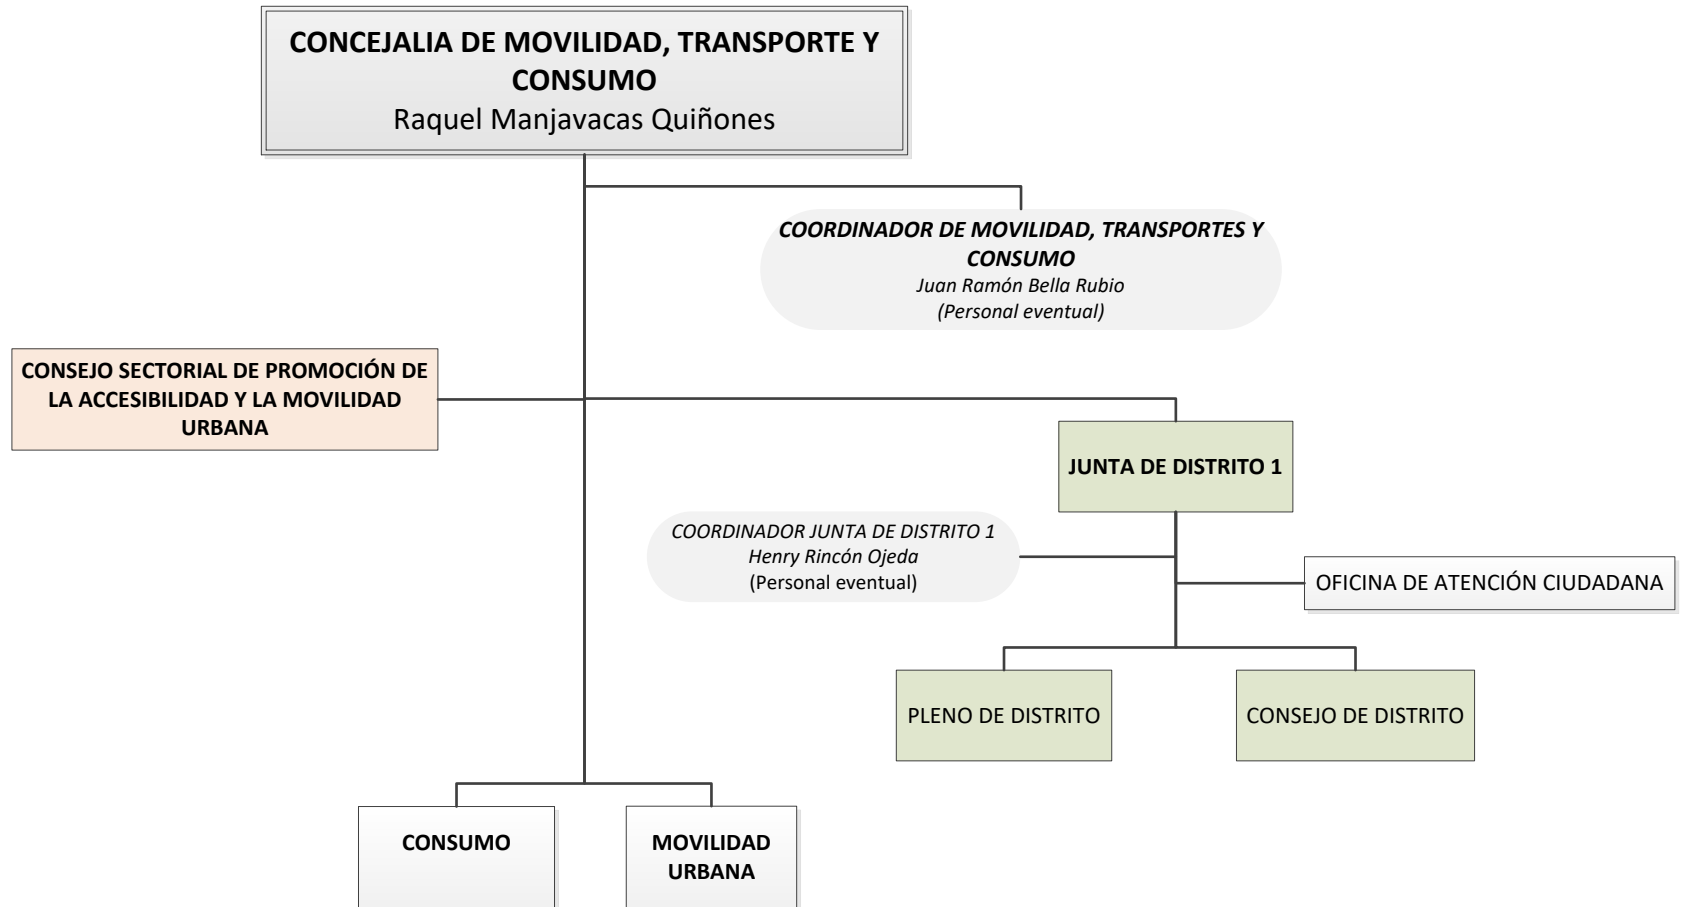 CONCEJALIA DE MOVILIDAD, TRANSPORTE Y
CONSUMO
Raquel Manjavacas Quiñones
COORDINADOR DE MOVILIDAD, TRANSPORTES Y
CONSUMO
Juan Ramón Bella Rubio
(Personal eventual)
CONSEJO SECTORIAL DE PROMOCIÓN DE
LA ACCESIBILIDAD Y LA MOVILIDAD
URBANA
JUNTA DE DISTRITO 1
COORDINADOR JUNTA DE DISTRITO 1
Henry Rincón Ojeda
(Personal eventual)
OFICINA DE ATENCIÓN CIUDADANA
PLENO DE DISTRITO
CONSEJO DE DISTRITO
CONSUMO
MOVILIDAD
URBANA